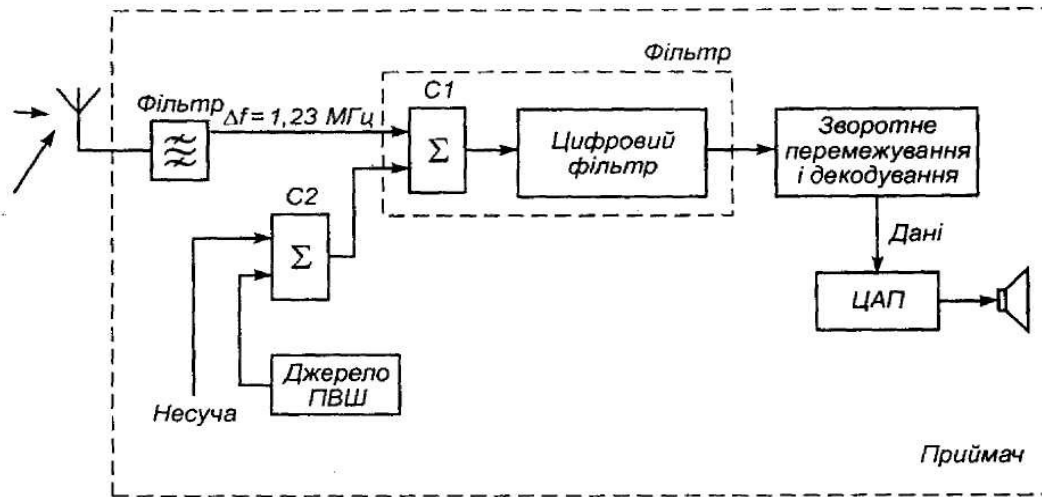 Фільтр
С1
Фільтр
Δf = 1,23 МГц
Σ
Цифровий
фільтр
Зворотне
перемежування
і декодування
С2
Σ
Дані
ЦАП
Джерело
ПВШ
Несуча
Приймач